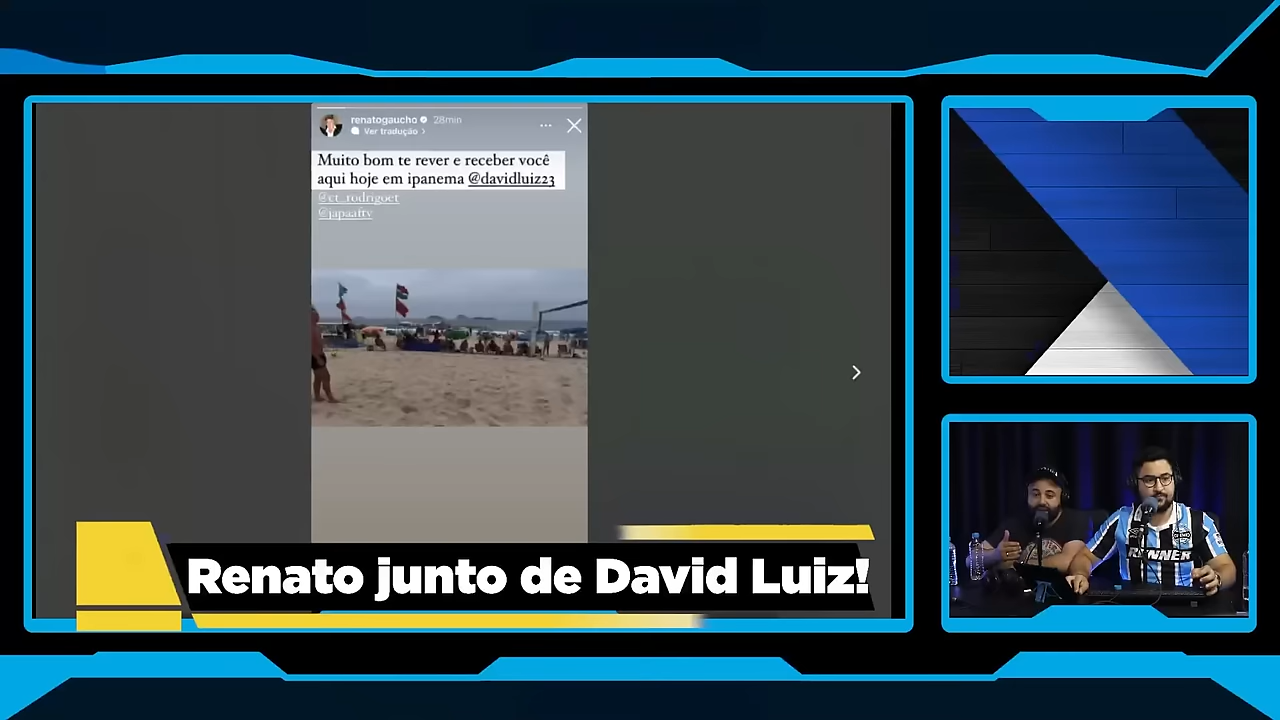 renatogaucho 28min
Ver tradução
Muito bom te rever e receber você
aqui hoje em ipanema @davidluiz23
@ct_rodrigoet
@japaaftv
Renato junto de David Luiz!
RUNNER